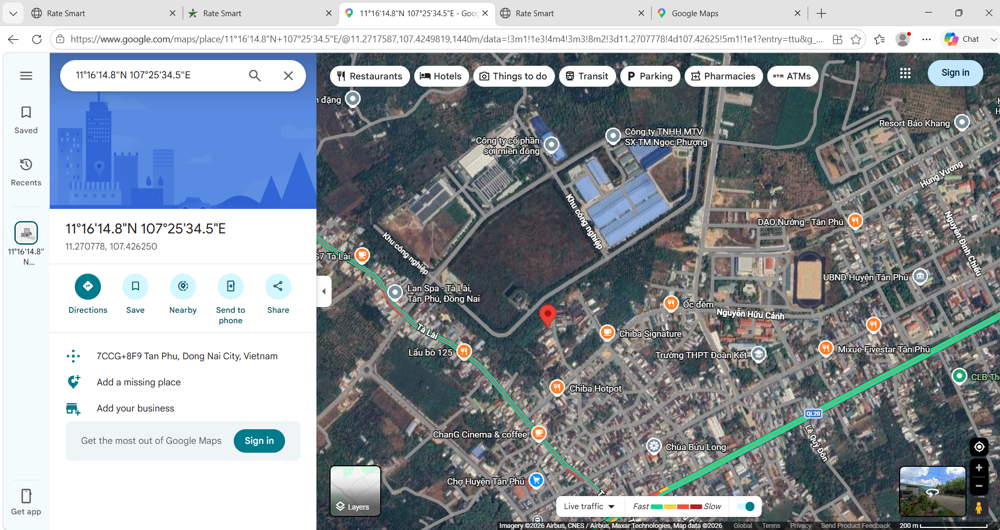 Rate Smart
Rate Smart
11°16'14.8"N 107°25'34.5"E - Goog
Rate Smart
Google Maps
https://www.google.com/maps/place/11°16'14.8"N+107°25'34.5"E/@11.2717587,107.4249819,1440m/data=!3m1!1e3!4m4!3m3!8m2!3d11.2707778!4d107.42625!5m1!1e1?entry=ttu&g_...
Chat
11°16'14.8"N 107°25'34.5"E
Saved
Recents
11°16'14.8"
N...
Get app
11°16'14.8"N 107°25'34.5"E
11.270778, 107.426250
Directions
Save
Nearby
Send to
phone
Share
7CCG+8F9 Tan Phu, Dong Nai City, Vietnam
Add a missing place
Add your business
Get the most out of Google Maps
Sign in
Restaurants
Hotels
Things to do
Transit
Parking
Pharmacies
ATM ATMs
Sign in
đặng
Công ty cổ phần
sợi miền đông
Công ty TNHH MTV
SX-TM Ngọc Phượng
Resort Bảo Khang
Hùng Vương
Khu công nghiệp
Nguyễn Đình Chiểu
DAO Nướng - Tân Phú
Khu công nghiệp
G7 Tà Lài
UBND Huyện Tân Phú
Lan Spa - Tà Lài,
Tân Phú, Đồng Nai
Ốc đêm
Nguyễn Hữu Cảnh
Tà Lài
Chiba Signature
Lẩu bò 125
Trường THPT Đoàn Kết
Mixue-Fivestar Tân Phú
CLB Th
Chiba Hotpot
QL20
ChanG Cinema & coffee
Lê Quý Đôn
Chùa Bửu Long
Chợ Huyện Tân Phú
Layers
Live traffic
Fast
Slow
Imagery ©2026 Airbus, CNES / Airbus, Maxar Technologies, Map data ©2026
Global
Terms
Privacy
Send Product Feedback
200 m